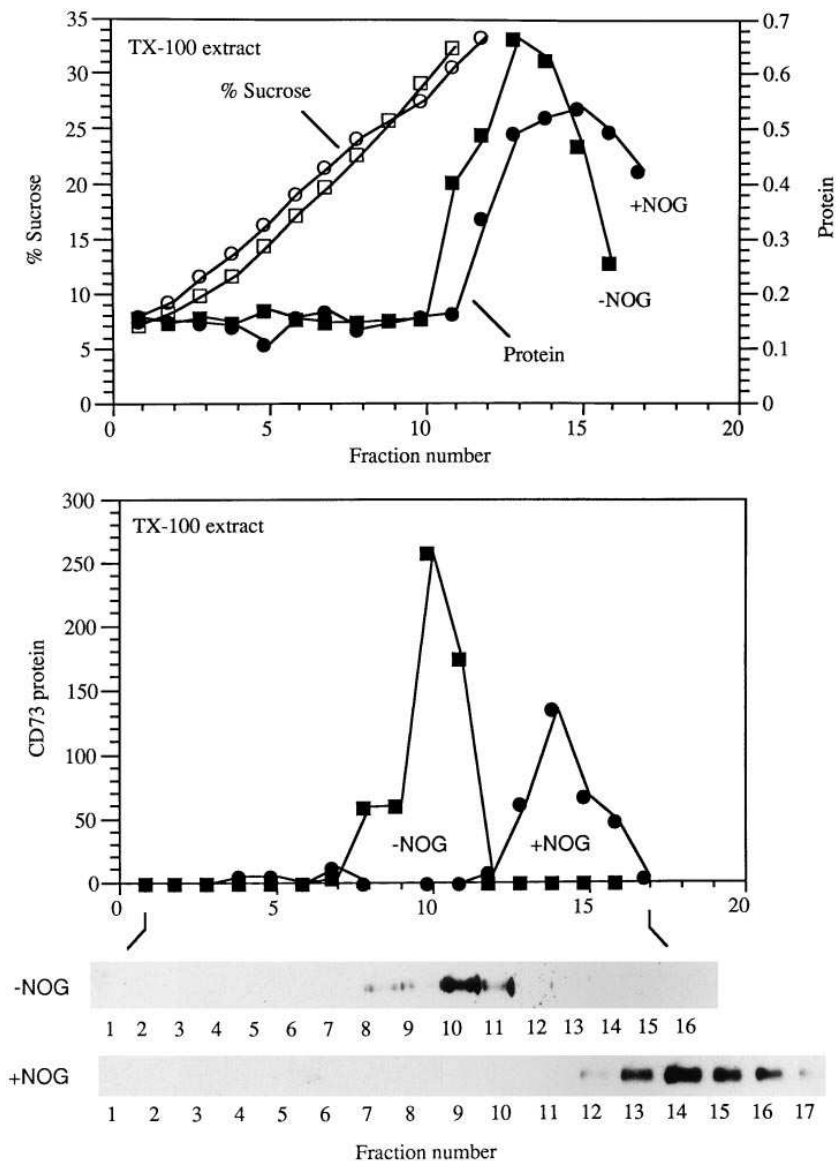 TX-100 extract
% Sucrose
+NOG
-NOG
Protein
35
30
25
20
15
10
5
0
% Sucrose
0.7
0.6
0.5
0.4
0.3
0.2
0.1
0
Protein
0 5 10 15 20
Fraction number
TX-100 extract
-NOG +NOG
300
250
200
150
100
50
0
CD73 protein
0 5 10 15 20
-NOG
1 2 3 4 5 6 7 8 9 10 11 12 13 14 15 16
+NOG
1 2 3 4 5 6 7 8 9 10 11 12 13 14 15 16 17
Fraction number